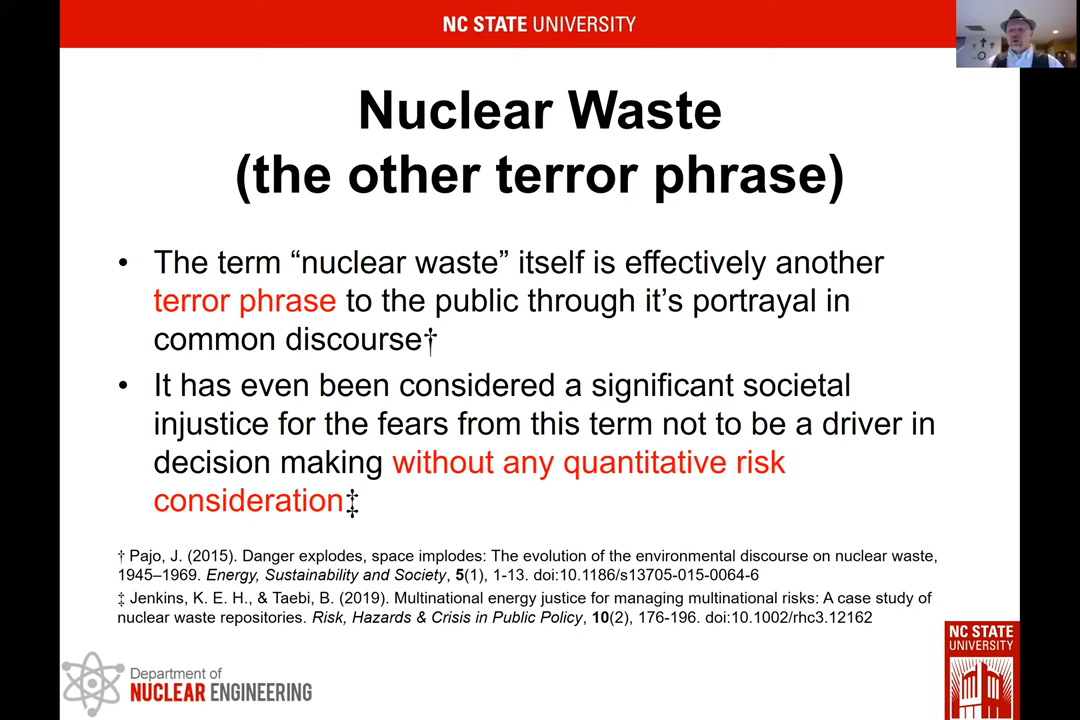 NC STATE UNIVERSITY
Nuclear Waste
(the other terror phrase)
• The term “nuclear waste” itself is effectively another
terror phrase to the public through it’s portrayal in
common discourse†
• It has even been considered a significant societal
injustice for the fears from this term not to be a driver in
decision making without any quantitative risk
consideration‡
† Pajo, J. (2015). Danger explodes, space implodes: The evolution of the environmental discourse on nuclear waste,
1945–1969. Energy, Sustainability and Society, 5(1), 1-13. doi:10.1186/s13705-015-0064-6
‡ Jenkins, K. E. H., & Taebi, B. (2019). Multinational energy justice for managing multinational risks: A case study of
nuclear waste repositories. Risk, Hazards & Crisis in Public Policy, 10(2), 176-196. doi:10.1002/rhc3.12162
Department of
NUCLEAR ENGINEERING
NC STATE
UNIVERSITY